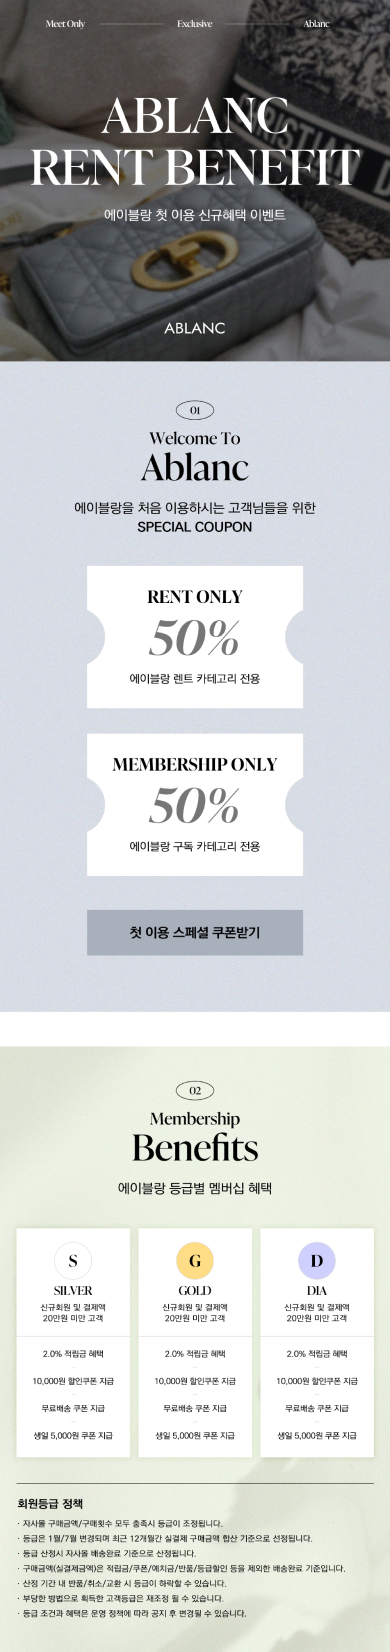 Meet Only
Exclusive
Ablanc
ABLANC
RENT BENEFIT
에이블랑 첫 이용 신규혜택 이벤트
ABLANC
01
Welcome To
Ablanc
에이블랑을 처음 이용하시는 고객님들을 위한
SPECIAL COUPON
RENT ONLY
50%
에이블랑 렌트 카테고리 전용
MEMBERSHIP ONLY
50%
에이블랑 구독 카테고리 전용
첫 이용 스페셜 쿠폰받기
02
Membership
Benefits
에이블랑 등급별 멤버십 혜택
S
SILVER
신규회원 및 결제액
20만원 미만 고객
2.0% 적립금 혜택
10,000원 할인쿠폰 지급
무료배송 쿠폰 지급
생일 5,000원 쿠폰 지급
G
GOLD
신규회원 및 결제액
20만원 미만 고객
2.0% 적립금 혜택
10,000원 할인쿠폰 지급
무료배송 쿠폰 지급
생일 5,000원 쿠폰 지급
D
DIA
신규회원 및 결제액
20만원 미만 고객
2.0% 적립금 혜택
10,000원 할인쿠폰 지급
무료배송 쿠폰 지급
생일 5,000원 쿠폰 지급
회원등급 정책
· 자사몰 구매금액/구매횟수 모두 충족시 등급이 조정됩니다.
· 등급은 1월/7월 변경되며 최근 12개월간 실결제 구매금액 합산 기준으로 선정됩니다.
· 등급 산정시 자사몰 배송완료 기준으로 산정됩니다.
· 구매금액(실결제금액)은 적립금/쿠폰/예치금/반품/등급할인 등을 제외한 배송완료 기준입니다.
· 산정 기간 내 반품/취소/교환 시 등급이 하락할 수 있습니다.
· 부당한 방법으로 획득한 고객등급은 재조정 될 수 있습니다.
· 등급 조건과 혜택은 운영 정책에 따라 공지 후 변경될 수 있습니다.